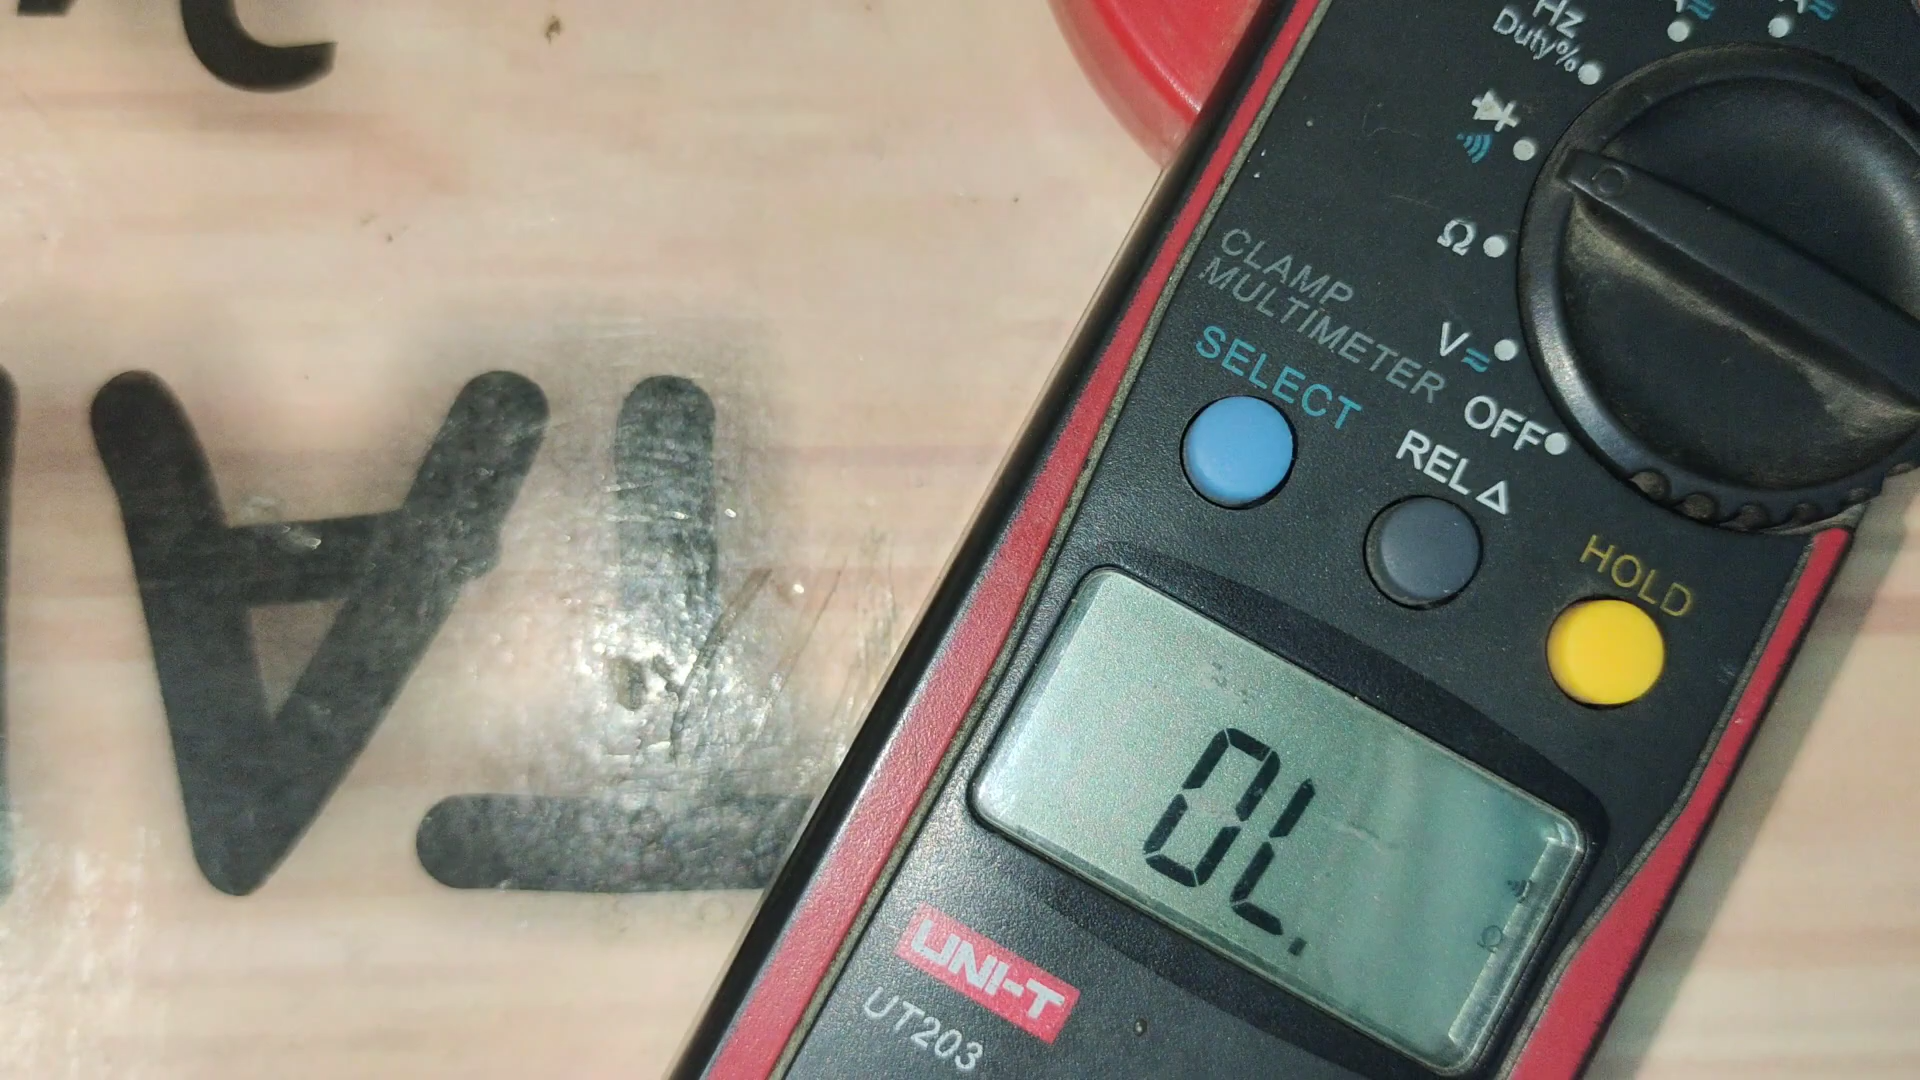 Hz
Duty%
Ω
CLAMP
MULTIMETER
V
SELECT
OFF
REL△
HOLD
OL.
UNI-T
UT203